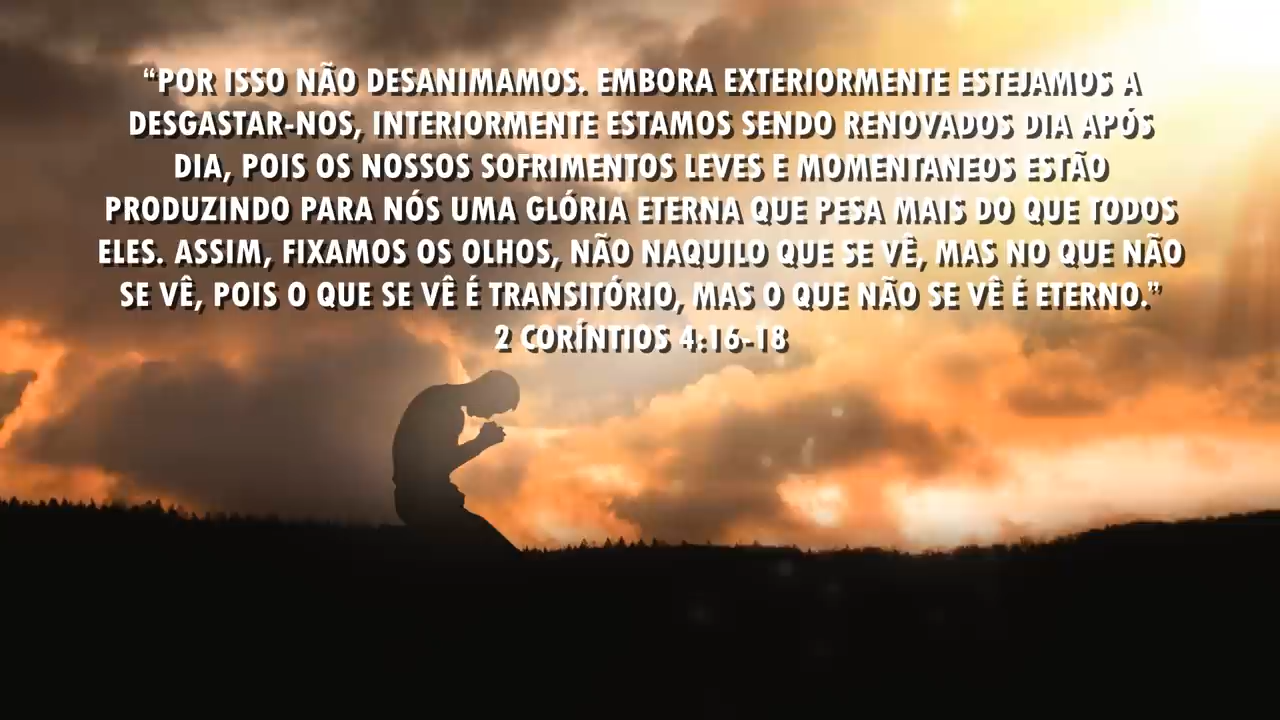 “POR ISSO NÃO DESANIMAMOS. EMBORA EXTERIORMENTE ESTEJAMOS A
DESGASTAR-NOS, INTERIORMENTE ESTAMOS SENDO RENOVADOS DIA APÓS
DIA, POIS OS NOSSOS SOFRIMENTOS LEVES E MOMENTANEOS ESTÃO
PRODUZINDO PARA NÓS UMA GLÓRIA ETERNA QUE PESA MAIS DO QUE TODOS
ELES. ASSIM, FIXAMOS OS OLHOS, NÃO NAQUILO QUE SE VÊ, MAS NO QUE NÃO
SE VÊ, POIS O QUE SE VÊ É TRANSITÓRIO, MAS O QUE NÃO SE VÊ É ETERNO.”
2 CORÍNTIOS 4:16-18